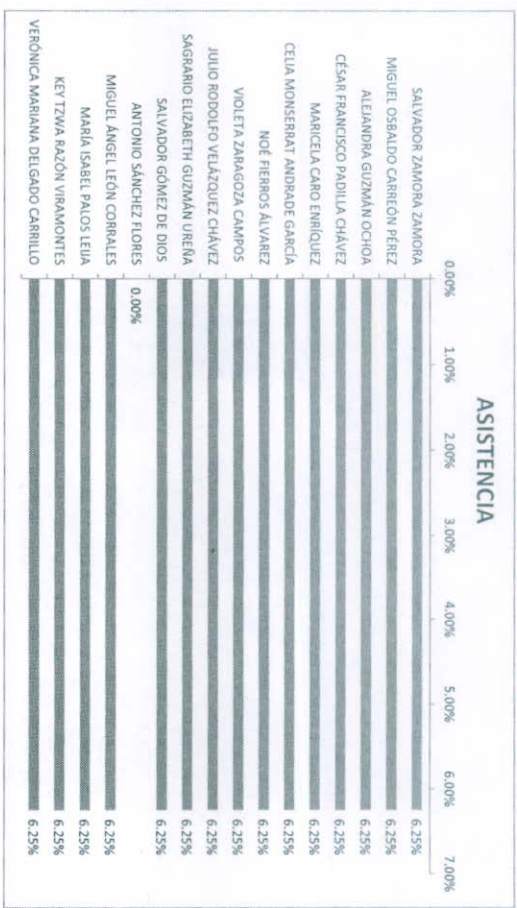 ASISTENCIA
0.00% 1.00% 2.00% 3.00% 4.00% 5.00% 6.00% 7.00%
SALVADOR ZAMORA ZAMORA 6.25%
MIGUEL OSBALDO CARREÓN PÉREZ 6.25%
ALEJANDRA GUZMÁN OCHOA 6.25%
CÉSAR FRANCISCO PADILLA CHÁVEZ 6.25%
MARICELA CARO ENRÍQUEZ 6.25%
CELIA MONSERRAT ANDRADE GARCÍA 6.25%
NOÉ FIERROS ÁLVAREZ 6.25%
VIOLETA ZARAGOZA CAMPOS 6.25%
JULIO RODOLFO VELÁZQUEZ CHÁVEZ 6.25%
SAGRARIO ELIZABETH GUZMÁN UREÑA 6.25%
SALVADOR GÓMEZ DE DIOS 6.25%
ANTONIO SÁNCHEZ FLORES 0.00%
MIGUEL ÁNGEL LEÓN CORRALES 6.25%
MARÍA ISABEL PALOS LEIJA 6.25%
KEY TZWA RAZÓN VIRAMONTES 6.25%
VERÓNICA MARIANA DELGADO CARRILLO 6.25%